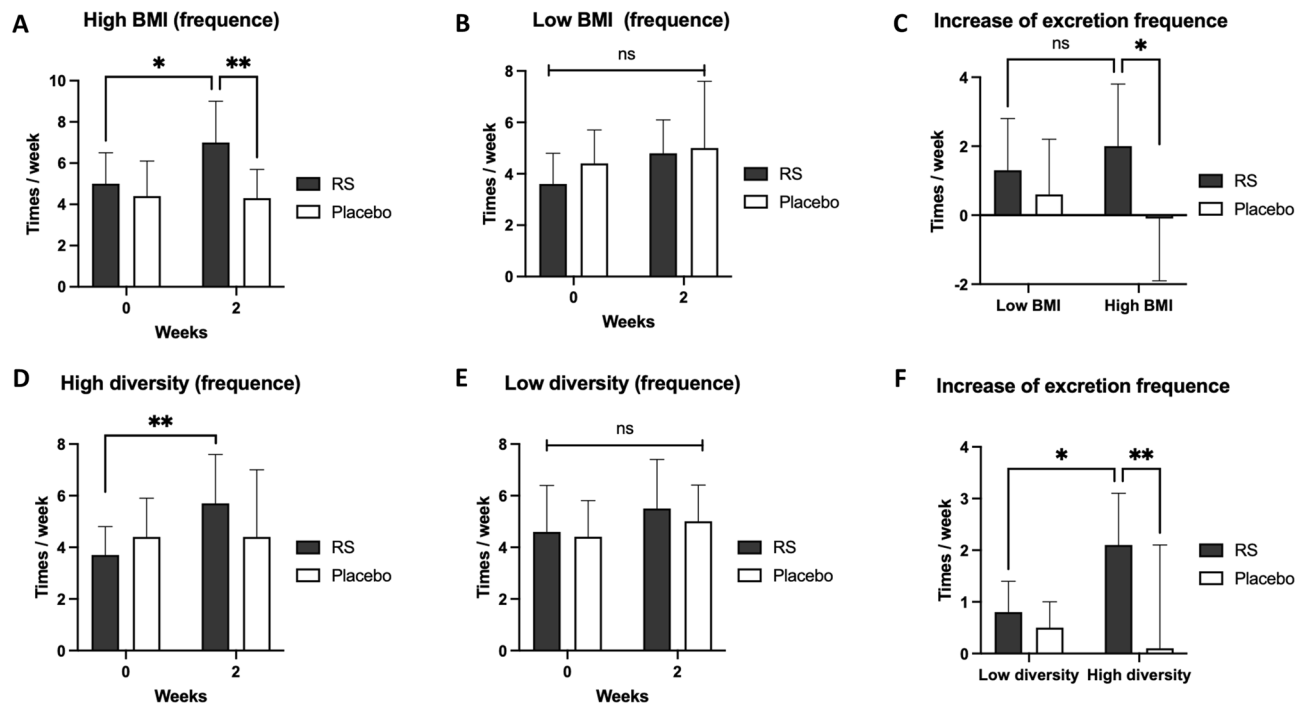 A
High BMI (frequence)
*
**
10
8
6
4
2
0
Times / week
0
2
Weeks
RS
Placebo
B
Low BMI (frequence)
ns
8
6
4
2
0
Times / week
0
2
Weeks
RS
Placebo
C
Increase of excretion frequence
ns
*
4
2
0
-2
Times / week
Low BMI
High BMI
RS
Placebo
D
High diversity (frequence)
**
8
6
4
2
0
Times / week
0
2
Weeks
RS
Placebo
E
Low diversity (frequence)
ns
8
6
4
2
0
Times / week
0
2
Weeks
RS
Placebo
F
Increase of excretion frequence
*
**
4
3
2
1
0
Times / week
Low diversity
High diversity
RS
Placebo